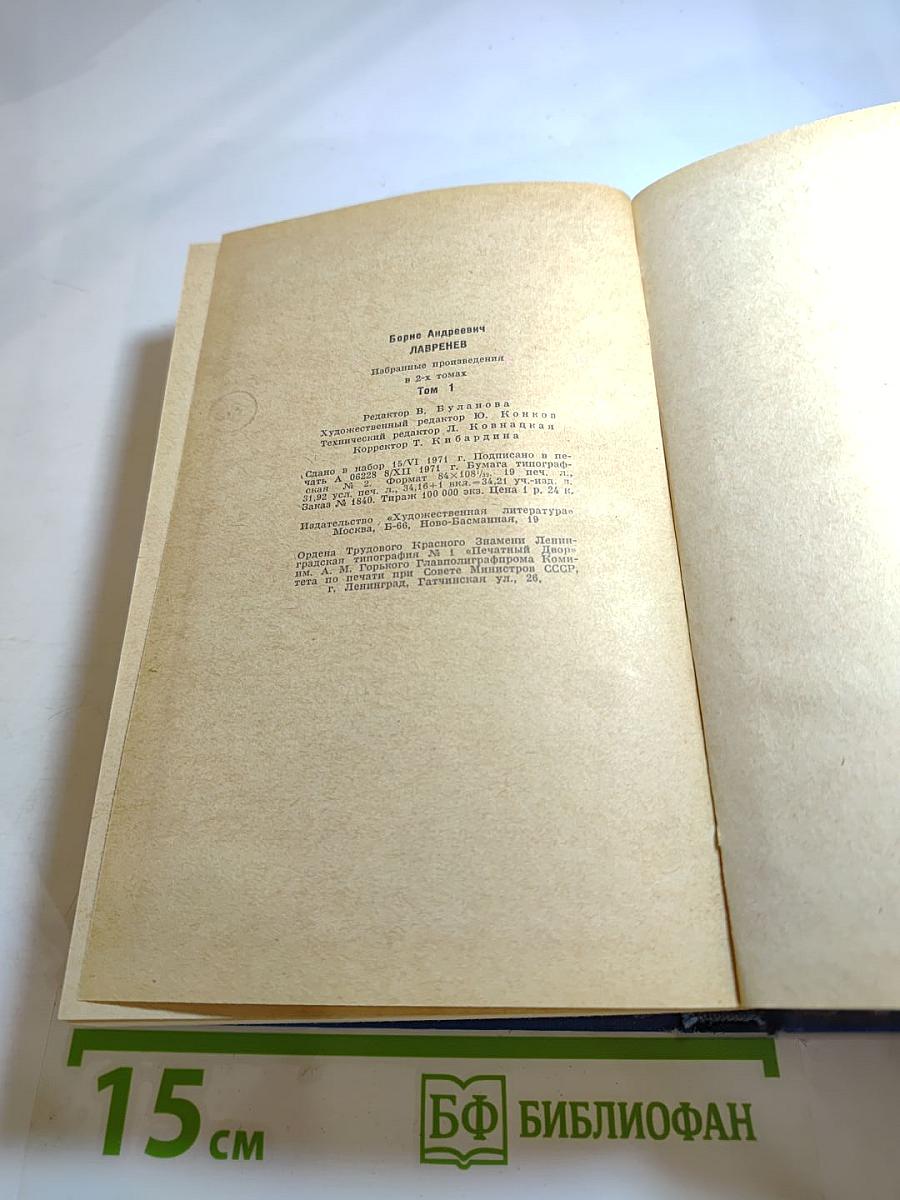 Борис Андреевич
ЛАВРЕНЕВ
Избранные произведения
в 2-х томах
Том 1
Редактор В. Буланова
Художественный редактор Ю. Конков
Технический редактор Л. Ковнацкая
Корректор Т. Кибардина
Сдано в набор 15/VI 1971 г. Подписано в пе-
чать А 06228 8/XII 1971 г. Бумага типограф-
ская № 2. Формат 84×108¹/₃₂. 19 печ. л.,
31,92 усл. печ. л., 34,16+1 вкл.=34,21 уч.-изд. л.
Заказ № 1840. Тираж 100 000 экз. Цена 1 р. 24 к.
Издательство «Художественная литература»
Москва, Б-66, Ново-Басманная, 19
Ордена Трудового Красного Знамени Ленин-
градская типография № 1 «Печатный Двор»
им. А. М. Горького Главполиграфпрома Коми-
тета по печати при Совете Министров СССР,
г. Ленинград, Гатчинская ул., 26.
15 см
БФ БИБЛИОФАН